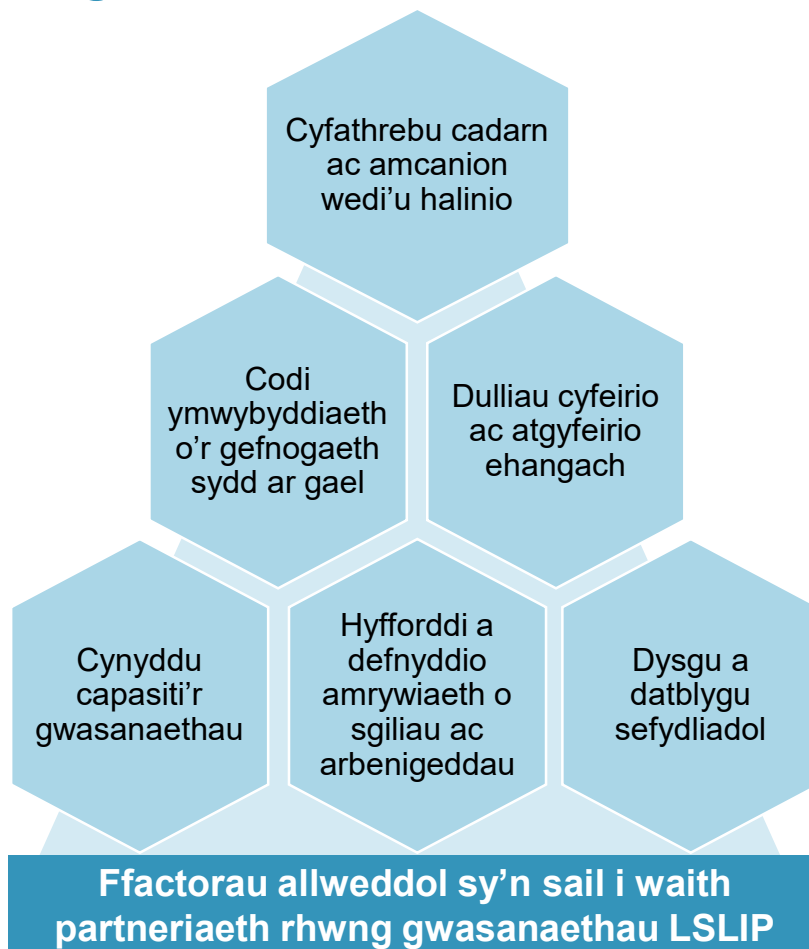 Cyfathrebu cadarn
ac amcanion
wedi’u halinio
Codi
ymwybyddiaeth
o’r gefnogaeth
sydd ar gael
Dulliau cyfeirio
ac atgyfeirio
ehangach
Cynyddu
capasiti’r
gwasanaethau
Hyfforddi a
defnyddio
amrywiaeth o
sgiliau ac
arbenigeddau
Dysgu a
datblygu
sefydliadol
Ffactorau allweddol sy’n sail i waith
partneriaeth rhwng gwasanaethau LSLIP